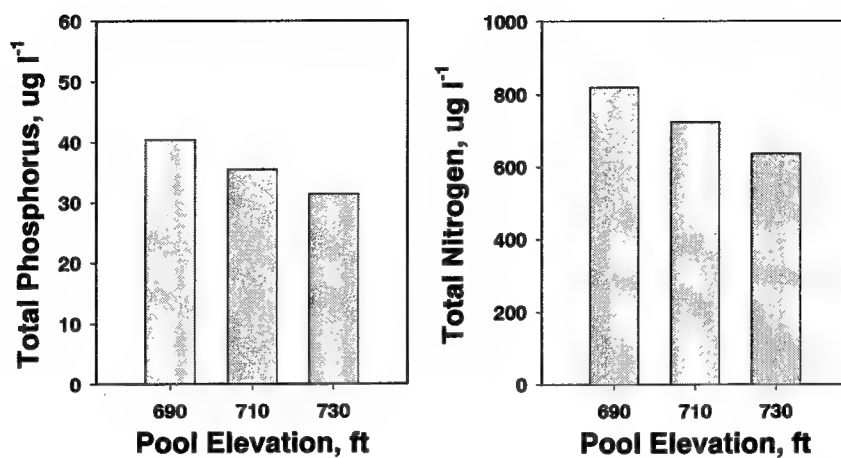 Total Phosphorus, ug l-1
60
50
40
30
20
10
0
690 710 730
Pool Elevation, ft
Total Nitrogen, ug l-1
1000
800
600
400
200
0
690 710 730
Pool Elevation, ft